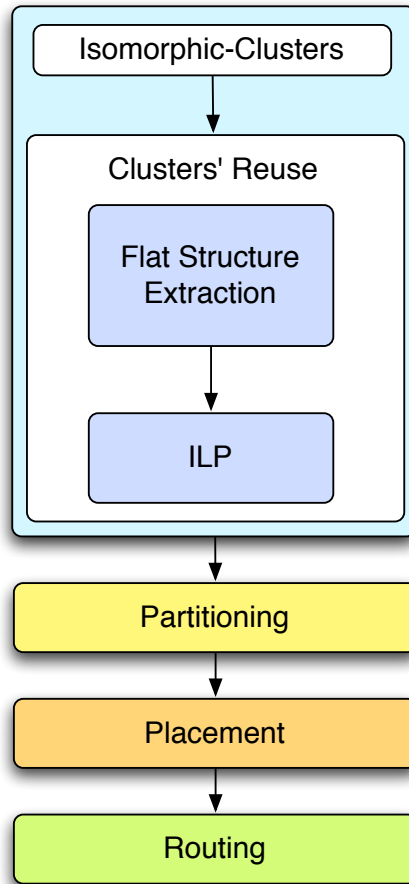 Isomorphic-Clusters
Clusters' Reuse
Flat Structure
Extraction
ILP
Partitioning
Placement
Routing